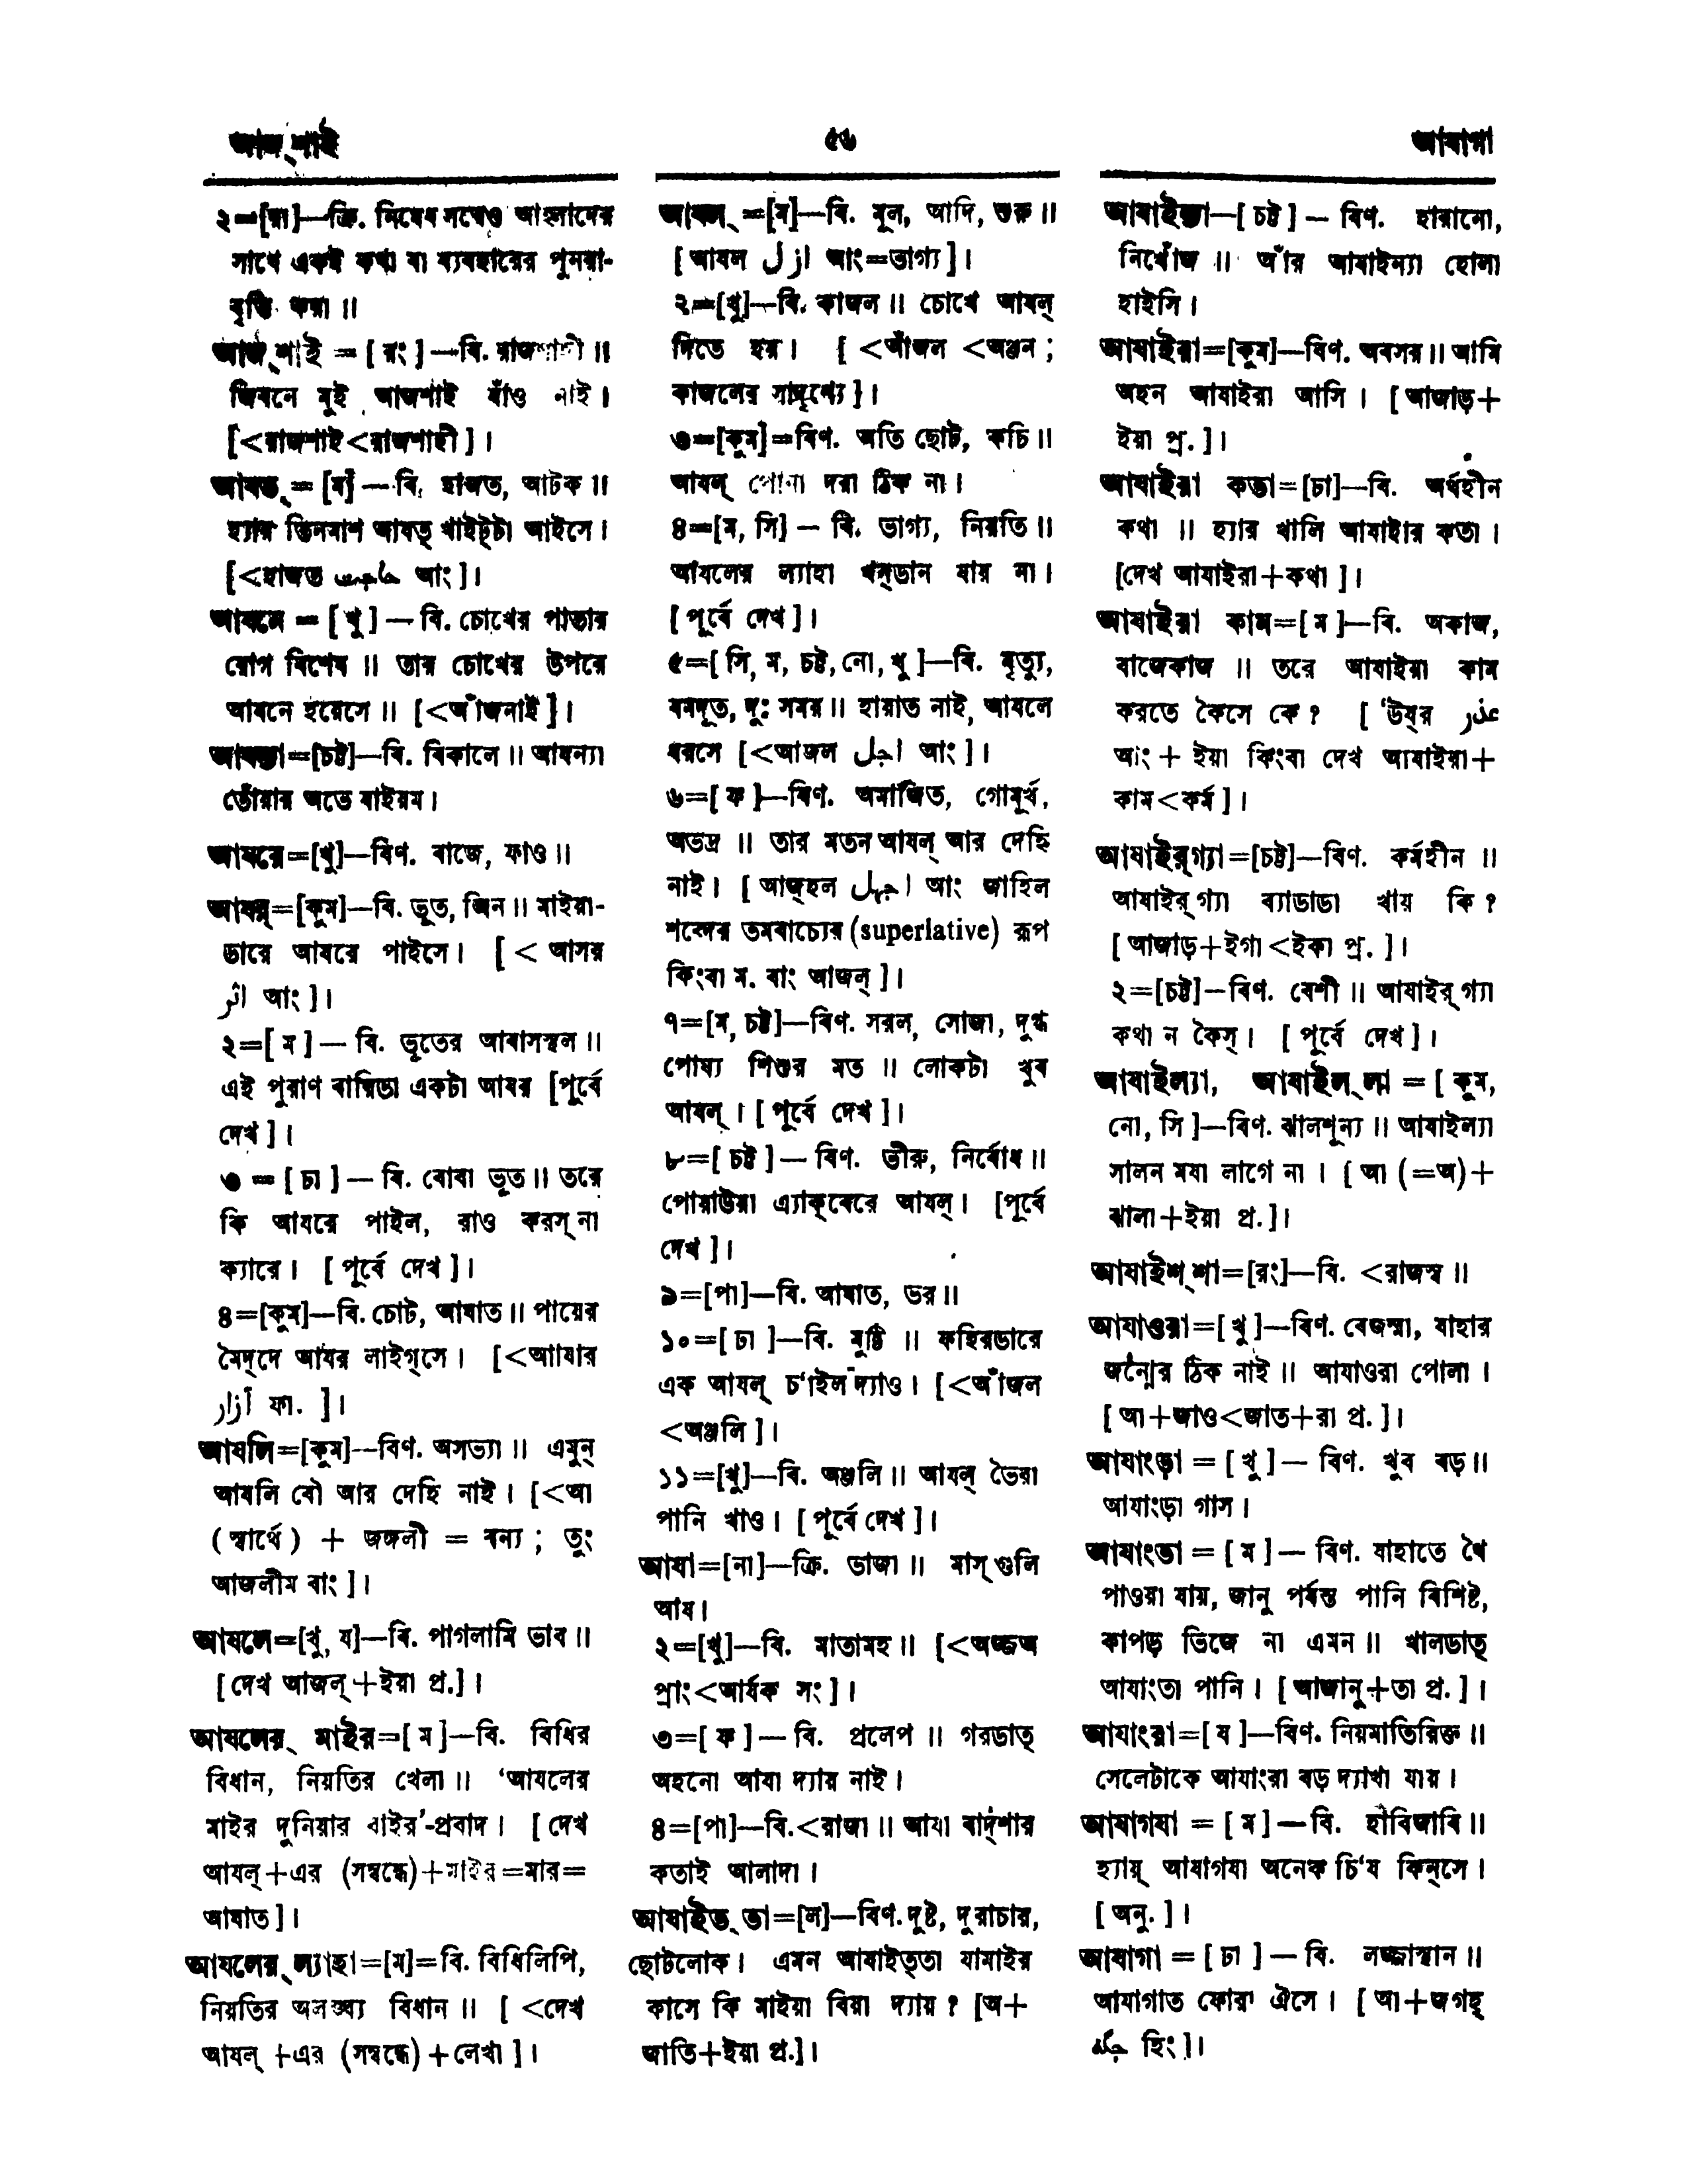 আজ্শাই
৫৬
আযাগা
২=[রা]—ক্রি. নিষেধ সত্ত্বেও আহ্লাদের
সাথে একই কথা বা ব্যবহারের পুনরা-
বৃত্তি করা ॥
আজ্শাই = [ রং ] —বি. রাজশাহী ॥
জিবনে মুই আজশাই যাঁও নাই ।
[<রাজশাই<রাজশাহী ] ।
আযত্ = [ম] — বি. হাজত, আটক ॥
হ্যার তিনমাশ আযত্ খাইট্টা আইসে ।
[<হাজত حاجت আং ] ।
আযনে = [ খু ] — বি. চোখের পাতার
রোগ বিশেষ ॥ তার চোখের উপরে
আযনে হয়েসে ॥ [<আঁজনাই ] ।
আযন্তা=[চট্ট]—বি. বিকালে ॥ আযন্যা
তোঁয়ার অতে যাইয়ম ।
আযরে=[খু]—বিণ. বাজে, ফাও ॥
আযর্=[কুম]—বি. ভূত, জিন ॥ মাইয়া-
ডারে আযরে পাইসে । [ < আসর
اثر আং ] ।
২=[ ম ] — বি. ভূতের আবাসস্থল ॥
এই পুরাণ বারিডা একটা আযর [পূর্বে
দেখ ] ।
৩ = [ ঢা ] — বি. বোবা ভূত ॥ তরে
কি আযরে পাইল, রাও করস্ না
ক্যারে । [ পূর্বে দেখ ] ।
৪=[কুম]—বি. চোট, আঘাত ॥ পায়ের
মৈদ্দে আযর লাইগ্সে । [<আাযার
آزار ফা. ] ।
আযলি=[কুম]—বিণ. অসভ্যা ॥ এমুন্
আযলি বৌ আর দেহি নাই । [<আ
( স্বার্থে ) + জঙ্গলী = বন্য ; তুং
আজলীম বাং ] ।
আযলে=[খু, য]—বি. পাগলামি ভাব ॥
[ দেখ আজল্+ইয়া প্র.] ।
আযলের্ মাইর=[ ম ]—বি. বিধির
বিধান, নিয়তির খেলা ॥ ‘আযলের
মাইর দুনিয়ার বাইর’-প্রবাদ । [ দেখ
আযল্+এর (সম্বন্ধে)+মাইর=মার=
আঘাত ] ।
আযলের্ ল্যাহা=[ম]=বি. বিধিলিপি,
নিয়তির অলঙ্ঘ্য বিধান ॥ [ <দেখ
আযল্ +এর (সম্বন্ধে) + লেখা ] ।
আযল্ =[ম]—বি. মূল, আদি, শুরু ॥
[ আযল ازل আং=ভাগ্য ] ।
২=[খু]—বি. কাজল ॥ চোখে আযল্
দিতে হয় । [ <আঁজল <অঞ্জন ;
কাজলের সাদৃশ্যে ] ।
৩=[কুম]=বিণ. অতি ছোট, কচি ॥
আযল্ পোনা দরা ঠিক না ।
৪=[ম, সি] — বি. ভাগ্য, নিয়তি ॥
আযলের ল্যাহা খন্ডান যায় না ।
[ পূর্বে দেখ ] ।
৫=[ সি, ম, চট্ট, নো, খু ]—বি. মৃত্যু,
যমদূত, দুঃ সময় ॥ হায়াত নাই, আযলে
ধরসে [<আজল اجل আং ] ।
৬=[ ফ ]—বিণ. অমার্জিত, গোমূর্খ,
অভদ্র ॥ তার মতন আযল্ আর দেহি
নাই । [ আজ্হল اجهل আং জাহিল
শব্দের তমবাচ্যের (superlative) রূপ
কিংবা ম. বাং আজল্ ] ।
৭=[ম, চট্ট]—বিণ. সরল, সোজা, দুগ্ধ
পোষ্য শিশুর মত ॥ লোকটা খুব
আযল্ । [ পূর্বে দেখ ] ।
৮=[ চট্ট ] — বিণ. ভীরু, নির্বোধ ॥
পোয়াউয়া এ্যাক্বেরে আযল্ । [পূর্বে
দেখ ] ।
৯=[পা]—বি. আঘাত, ভর ॥
১০=[ ঢা ]—বি. মুষ্টি ॥ ফহিরডারে
এক আযল্ চ‘াইল দ্যাও । [<আঁজল
<অঞ্জলি ] ।
১১=[খু]—বি. অঞ্জলি ॥ আযল্ ভৈরা
পানি খাও । [ পূর্বে দেখ ] ।
আযা=[না]—ক্রি. ভাজা ॥ মাস্ গুলি
আয ।
২=[খু]—বি. মাতামহ ॥ [<অজ্জঅ
প্রাং<আর্যক সং ] ।
৩=[ ফ ] — বি. প্রলেপ ॥ গরডাত্
অহনো আযা দ্যায় নাই ।
৪=[পা]—বি.<রাজা ॥ আযা বাদ্শার
কতাই আলাদা ।
আযাইত্ তা=[ল]—বিণ. দুষ্ট, দুরাচার,
ছোটলোক । এমন আযাইত্তা যামাইর
কাসে কি মাইয়া বিয়া দ্যায় ? [অ+
জাতি+ইয়া প্র.] ।
আযাইন্তা—[ চট্ট ] — বিণ. হারানো,
নিখোঁজ ॥ আঁর আযাইন্যা হোলা
হাইসি ।
আযাইরা=[কুম]—বিণ. অবসর ॥ আমি
অহন আযাইরা আসি । [ আজাড়+
ইয়া প্র. ] ।
আযাইরা কত্তা=[ঢা]—বি. অর্থহীন
কথা ॥ হ্যার খালি আযাইার কতা ।
[দেখ আযাইরা+কথা ] ।
আযাইরা কাম=[ ম ]—বি. অকাজ,
বাজেকাজ ॥ তরে আযাইরা কাম
করতে কৈসে কে ? [ ‘উয্র عذر
আং + ইয়া কিংবা দেখ আযাইরা+
কাম<কর্ম ] ।
আযাইর্গ্যা=[চট্ট]—বিণ. কর্মহীন ॥
আযাইর্গ্যা ব্যাডাডা খায় কি ?
[ আজাড়+ইগা<ইকা প্র. ] ।
২=[চট্ট]—বিণ. বেশী ॥ আযাইর্গ্যা
কথা ন কৈস্ । [ পূর্বে দেখ ] ।
আযাইল্যা, আযাইল্ লা = [ কুম,
নো, সি ]—বিণ. ঝালশূন্য ॥ আযাইল্যা
সালন মযা লাগে না । [ আ (=অ)+
ঝালা+ইয়া প্র.] ।
আযাইশ্ শা=[রং]—বি. <রাজস্ব ॥
আযাওরা=[ খু ]—বিণ. বেজন্মা, যাহার
জন্মের ঠিক নাই ॥ আযাওরা পোলা ।
[ আ+জাও<জাত+রা প্র. ] ।
আযাংড়া = [ খু ] — বিণ. খুব বড় ॥
আযাংড়া গাস ।
আযাংতা = [ ম ] — বিণ. যাহাতে থৈ
পাওয়া যায়, জানু পর্যন্ত পানি বিশিষ্ট,
কাপড় ভিজে না এমন ॥ খালডাত্
আযাংতা পানি । [ আজানু+তা প্র. ] ।
আযাংরা=[ য ]—বিণ. নিয়মাতিরিক্ত ॥
সেলেটাকে আযাংরা বড় দ্যাখা যায় ।
আযাগযা = [ ম ] — বি. হাবিজাবি ॥
হ্যায়্ আযাগযা অনেক চি‘য কিন্সে ।
[ অনু. ] ।
আযাগা = [ ঢা ] — বি. লজ্জাস্থান ॥
আযাগাত ফোরা ঐসে । [ আ+জগহ্
جگہ হিং ] ।